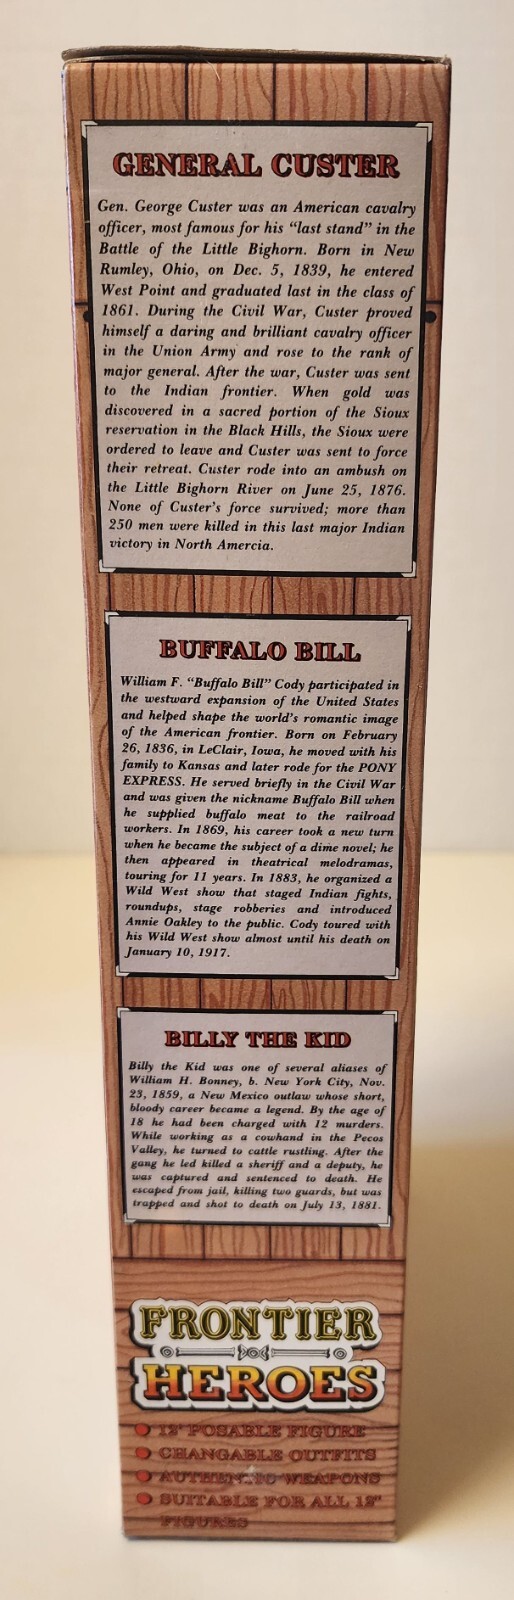 GENERAL CUSTER
Gen. George Custer was an American cavalry
officer, most famous for his "last stand" in the
Battle of the Little Bighorn. Born in New
Rumley, Ohio, on Dec. 5, 1839, he entered
West Point and graduated last in the class of
1861. During the Civil War, Custer proved
himself a daring and brilliant cavalry officer
in the Union Army and rose to the rank of
major general. After the war, Custer was sent
to the Indian frontier. When gold was
discovered in a sacred portion of the Sioux
reservation in the Black Hills, the Sioux were
ordered to leave and Custer was sent to force
their retreat. Custer rode into an ambush on
the Little Bighorn River on June 25, 1876.
None of Custer's force survived; more than
250 men were killed in this last major Indian
victory in North Amercia.
BUFFALO BILL
William F. "Buffalo Bill" Cody participated in
the westward expansion of the United States
and helped shape the world's romantic image
of the American frontier. Born on February
26, 1836, in LeClair, Iowa, he moved with his
family to Kansas and later rode for the PONY
EXPRESS. He served briefly in the Civil War
and was given the nickname Buffalo Bill when
he supplied buffalo meat to the railroad
workers. In 1869, his career took a new turn
when he became the subject of a dime novel; he
then appeared in theatrical melodramas,
touring for 11 years. In 1883, he organized a
Wild West show that staged Indian fights,
roundups, stage robberies and introduced
Annie Oakley to the public. Cody toured with
his Wild West show almost until his death on
January 10, 1917.
BILLY THE KID
Billy the Kid was one of several aliases of
William H. Bonney, b. New York City, Nov.
23, 1859, a New Mexico outlaw whose short,
bloody career became a legend. By the age of
18 he had been charged with 12 murders.
While working as a cowhand in the Pecos
Valley, he turned to cattle rustling. After the
gang he led killed a sheriff and a deputy, he
was captured and sentenced to death. He
escaped from jail, killing two guards, but was
trapped and shot to death on July 13, 1881.
FRONTIER
HEROES
12" POSABLE FIGURE
CHANGABLE OUTFITS
AUTHENTIC WEAPONS
SUITABLE FOR ALL 12"
FIGURES